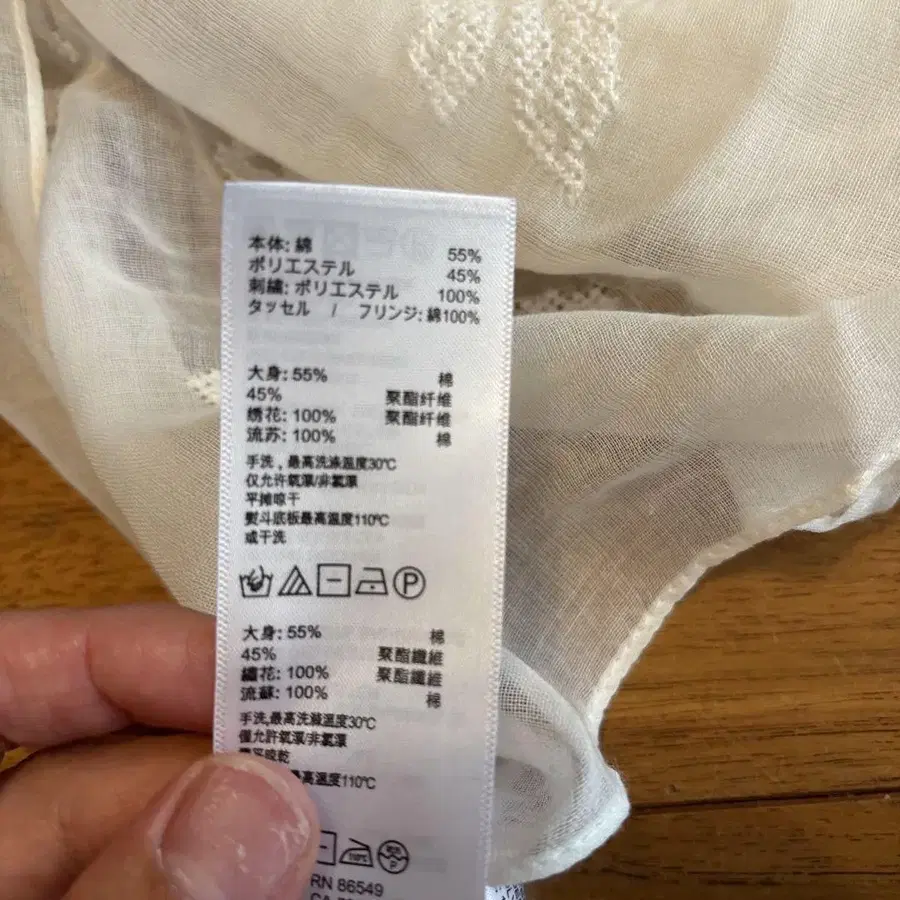 本体: 綿 55%
ポリエステル 45%
刺繍: ポリエステル 100%
タッセル / フリンジ: 綿100%
大身: 55% 棉
45% 聚酯纤维
绣花: 100% 聚酯纤维
流苏: 100% 棉
手洗，最高洗涤温度30℃
仅允许氧漂/非氯漂
平摊晾干
熨斗底板最高温度110℃
或干洗
P
大身: 55% 棉
45% 聚酯纖維
繡花: 100% 聚酯纖維
流蘇: 100% 棉
手洗,最高洗滌溫度30℃
僅允許氧漂/非氯漂
晾乾
最高溫度110℃
P
RN 86549
CA